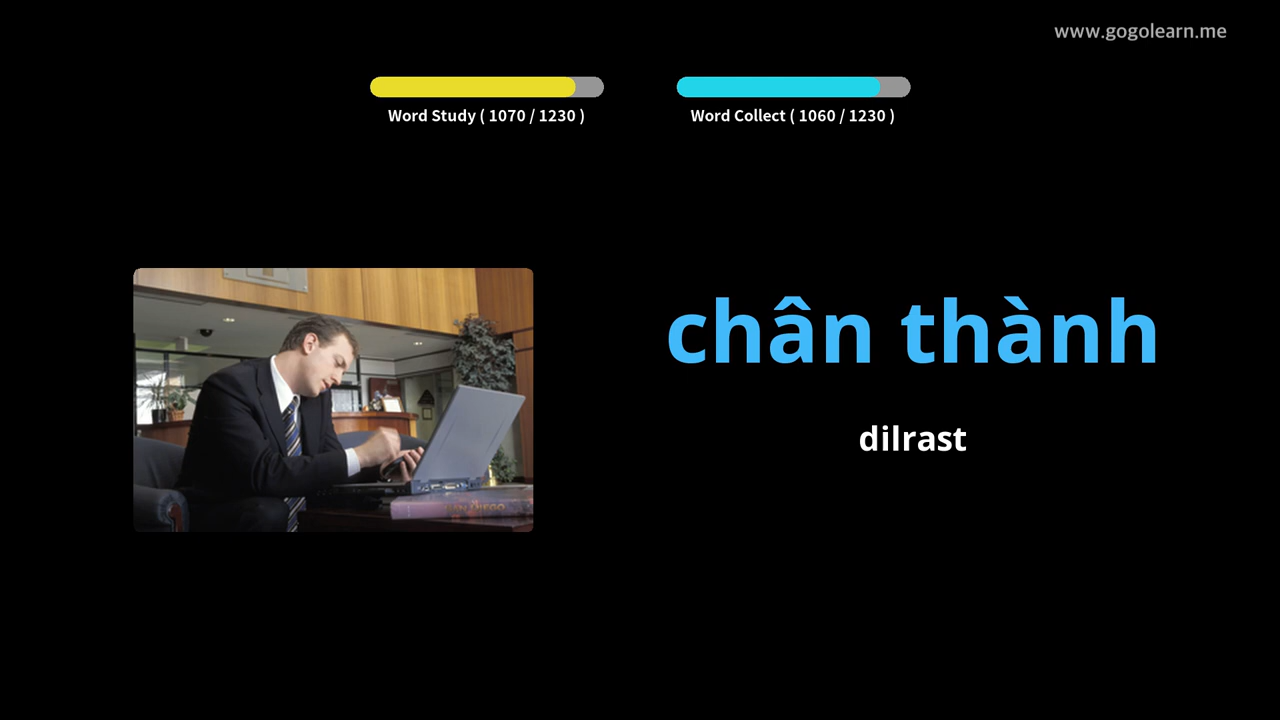 www.gogolearn.me
Word Study ( 1070 / 1230 )
Word Collect ( 1060 / 1230 )
chân thành
dilrast